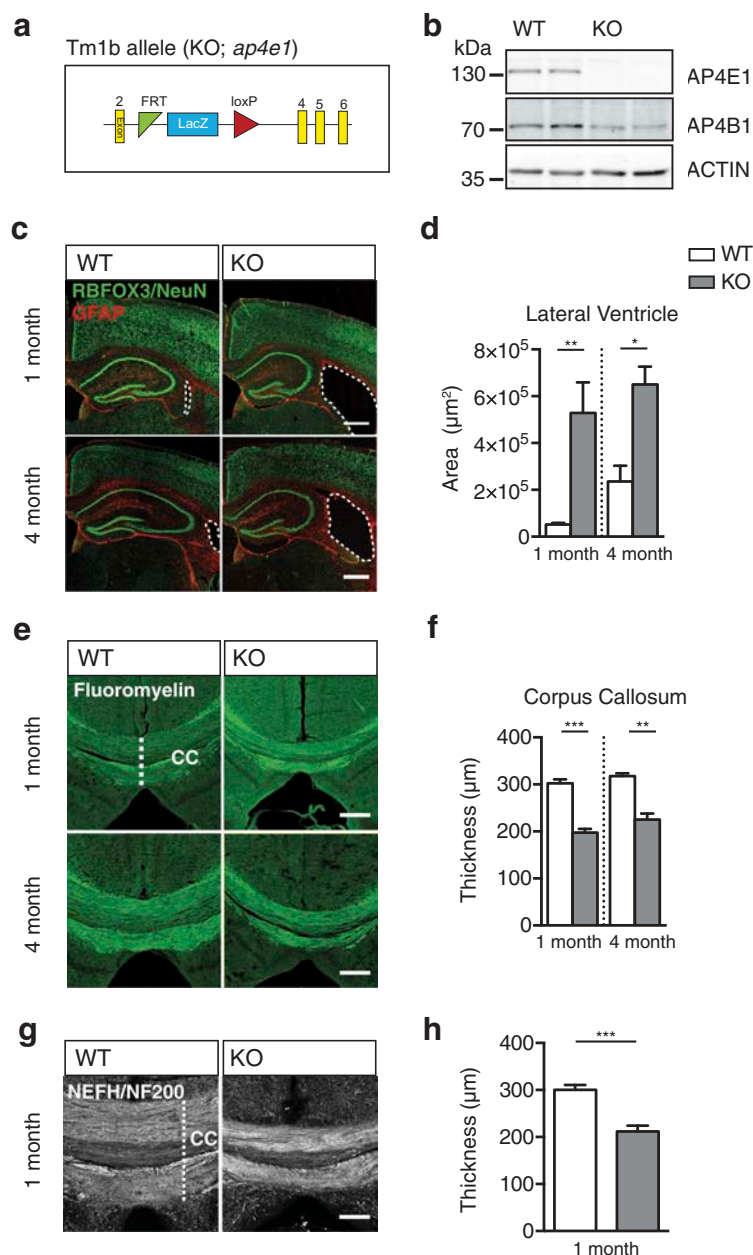 a
Tm1b allele (KO; ap4e1)
2 FRT loxP 4 5 6
Exon LacZ
b
WT KO
kDa
130 AP4E1
70 AP4B1
35 ACTIN
c
WT KO
RBFOX3/NeuN
GFAP
1 month
4 month
d
WT
KO
Lateral Ventricle
8×10⁵
6×10⁵
4×10⁵
2×10⁵
0
Area (µm²)
** *
1 month 4 month
e
WT KO
Fluoromyelin
CC
1 month
4 month
f
Corpus Callosum
*** **
400
300
200
100
0
Thickness (µm)
1 month 4 month
g
WT KO
NEFH/NF200
CC
1 month
h
***
400
300
200
100
0
Thickness (µm)
1 month